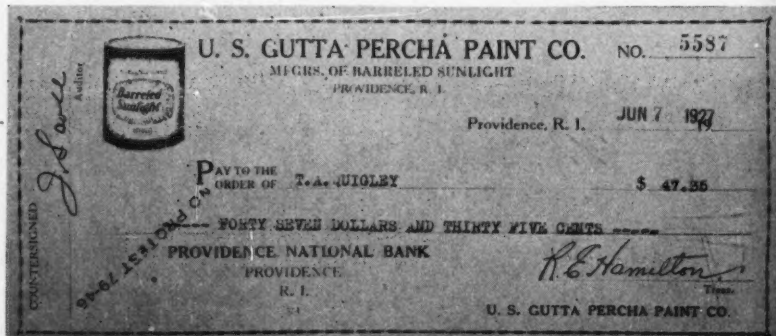 U. S. GUTTA PERCHA PAINT CO. NO. 5587
MFGRS. OF BARRELED SUNLIGHT
PROVIDENCE, R. I.
Barreled
Sunlight
Providence, R. I. JUN 7 1927
PAY TO THE
ORDER OF T.A. QUIGLEY $ 47.35
---- FORTY SEVEN DOLLARS AND THIRTY FIVE CENTS -----
PROVIDENCE NATIONAL BANK
PROVIDENCE
R. I.
R. E. Hamilton
Treas.
U. S. GUTTA PERCHA PAINT CO.
NO PROTEST 79-46
COUNTERSIGNED
Auditor